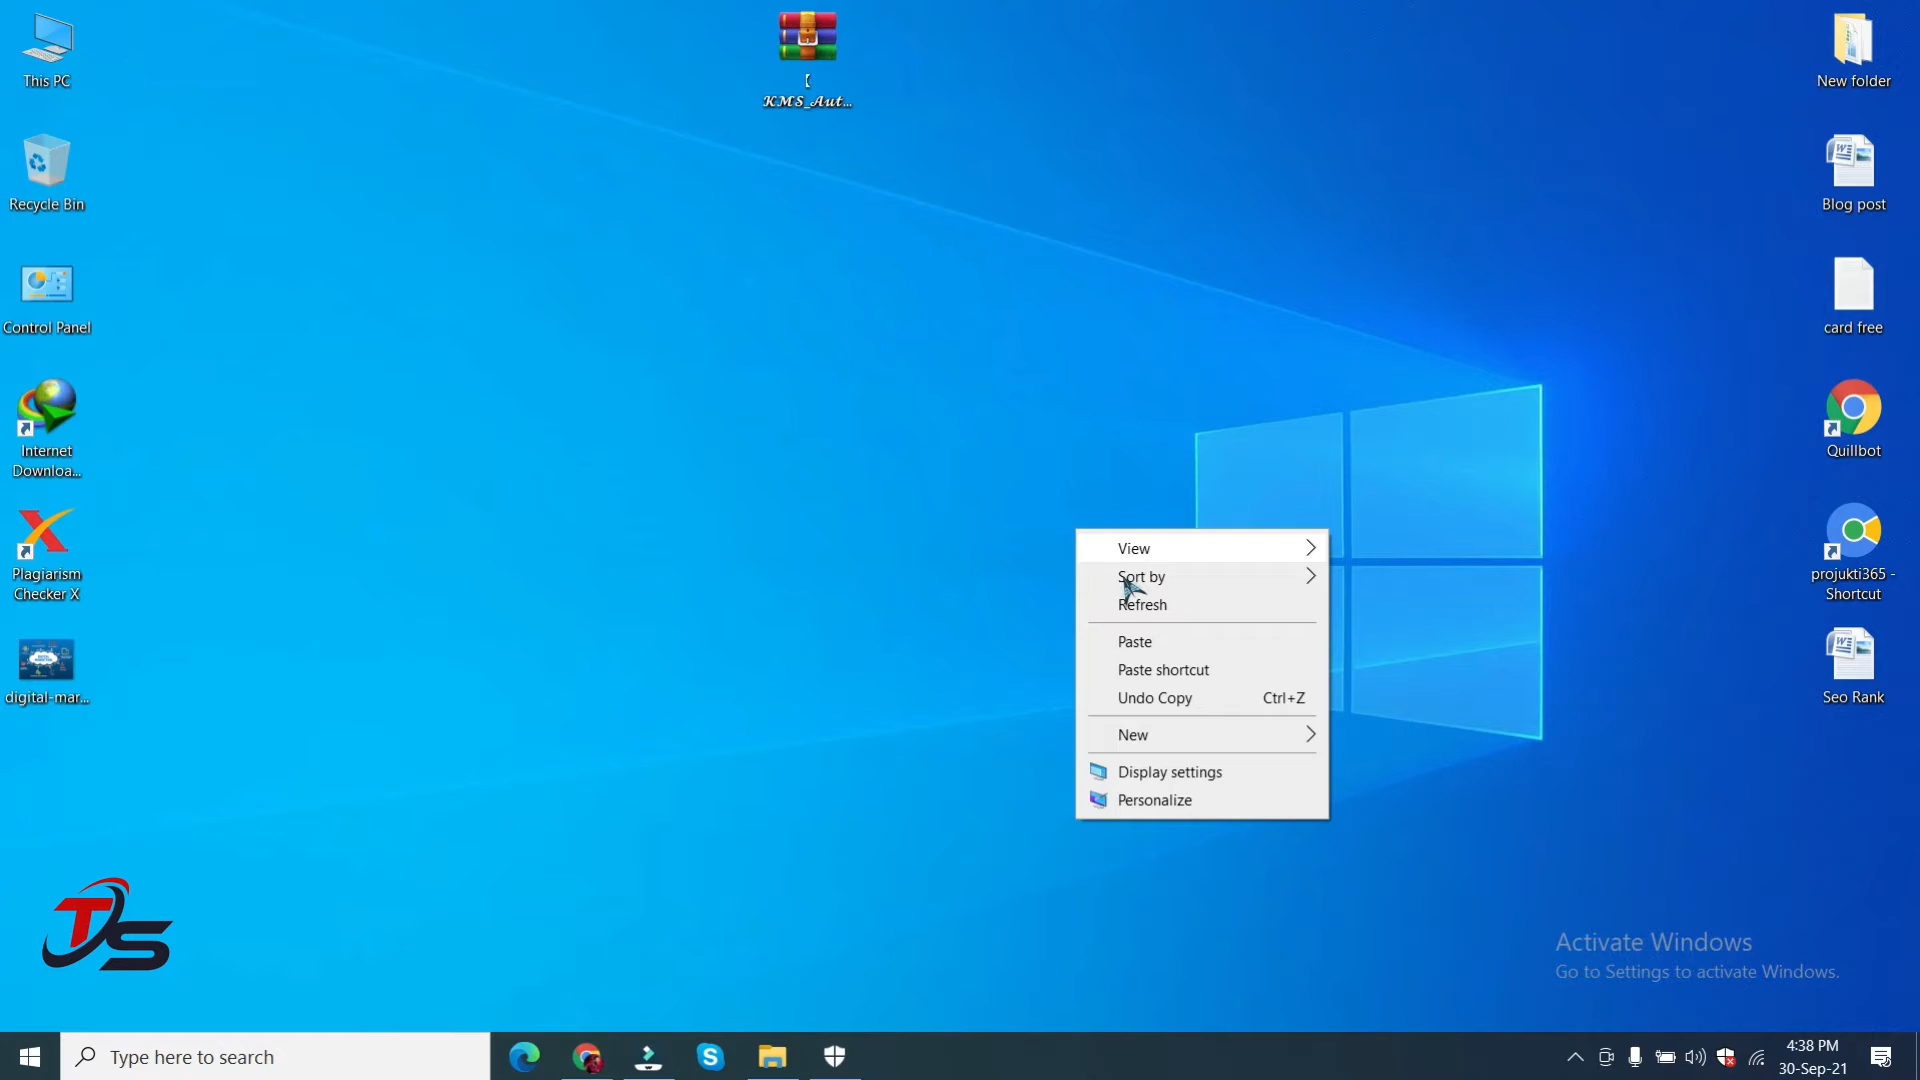 This PC
Recycle Bin
Control Panel
Internet
Downloa...
Plagiarism
Checker X
digital-mar...
[
KMS_Aut...
New folder
Blog post
card free
Quillbot
projukti365 -
Shortcut
Seo Rank
View
Sort by
Refresh
Paste
Paste shortcut
Undo Copy Ctrl+Z
New
Display settings
Personalize
TS
Activate Windows
Go to Settings to activate Windows.
Type here to search
4:38 PM
30-Sep-21